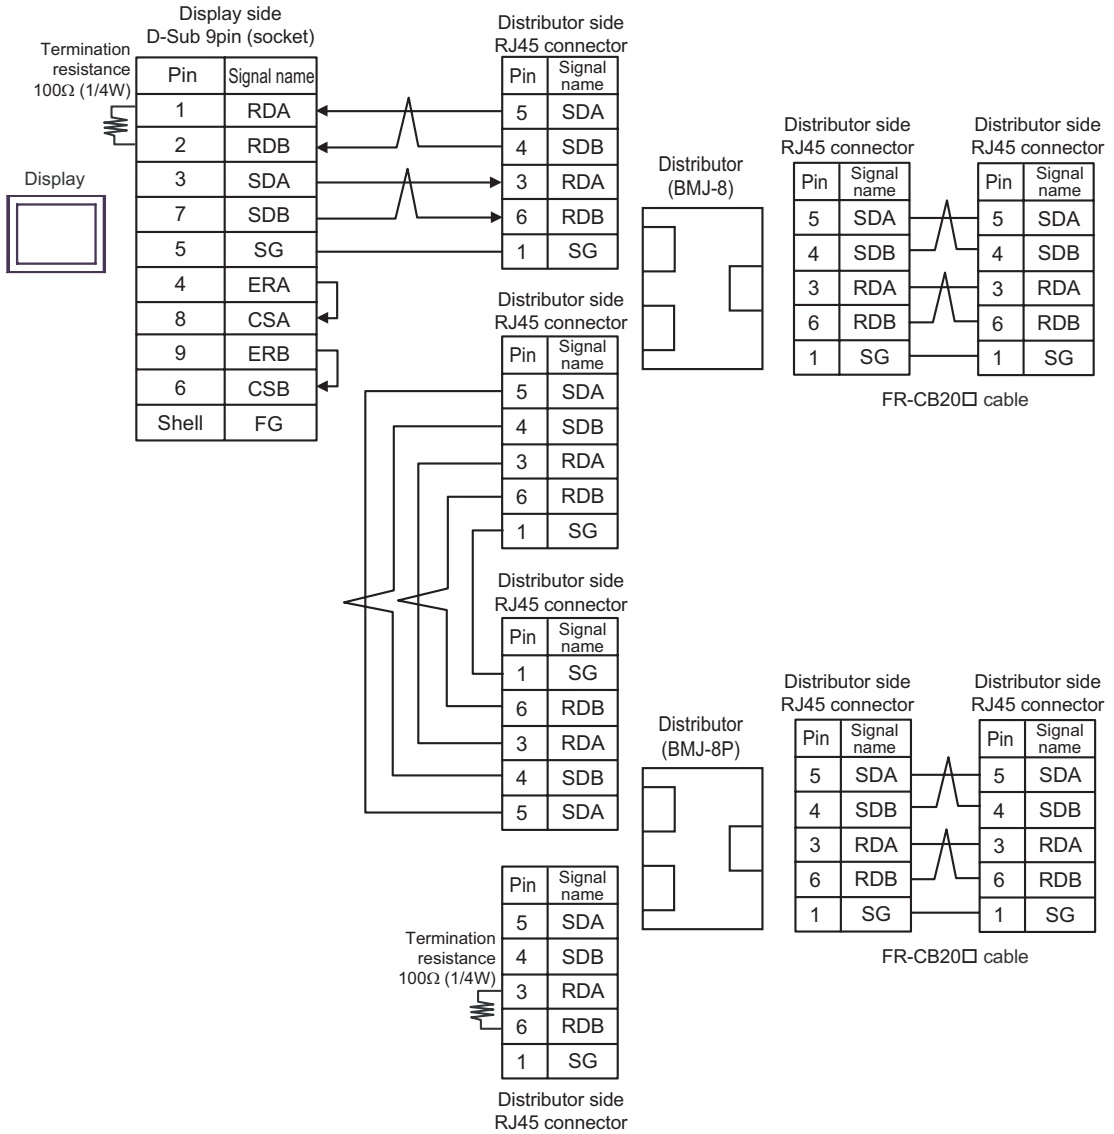 Display side
D-Sub 9pin (socket)
Termination
resistance
100Ω (1/4W)
Pin Signal name
1 RDA
2 RDB
3 SDA
7 SDB
5 SG
4 ERA
8 CSA
9 ERB
6 CSB
Shell FG
Display
Distributor side
RJ45 connector
Pin Signal name
5 SDA
4 SDB
3 RDA
6 RDB
1 SG
Distributor
(BMJ-8)
Distributor side
RJ45 connector
Pin Signal name
5 SDA
4 SDB
3 RDA
6 RDB
1 SG
Distributor side
RJ45 connector
Pin Signal name
5 SDA
4 SDB
3 RDA
6 RDB
1 SG
FR-CB20□ cable
Distributor side
RJ45 connector
Pin Signal name
5 SDA
4 SDB
3 RDA
6 RDB
1 SG
Distributor side
RJ45 connector
Pin Signal name
1 SG
6 RDB
3 RDA
4 SDB
5 SDA
Distributor
(BMJ-8P)
Distributor side
RJ45 connector
Pin Signal name
5 SDA
4 SDB
3 RDA
6 RDB
1 SG
Distributor side
RJ45 connector
Pin Signal name
5 SDA
4 SDB
3 RDA
6 RDB
1 SG
FR-CB20□ cable
Termination
resistance
100Ω (1/4W)
Pin Signal name
5 SDA
4 SDB
3 RDA
6 RDB
1 SG
Distributor side
RJ45 connector